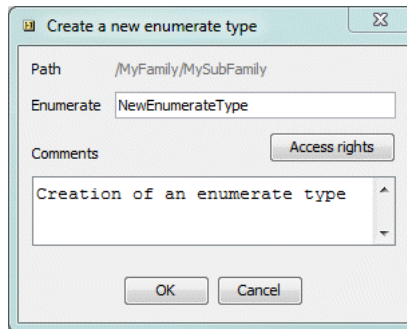 Create a new enumerate type
Path /MyFamily/MySubFamily
Enumerate NewEnumerateType
Comments Access rights
Creation of an enumerate type
OK Cancel